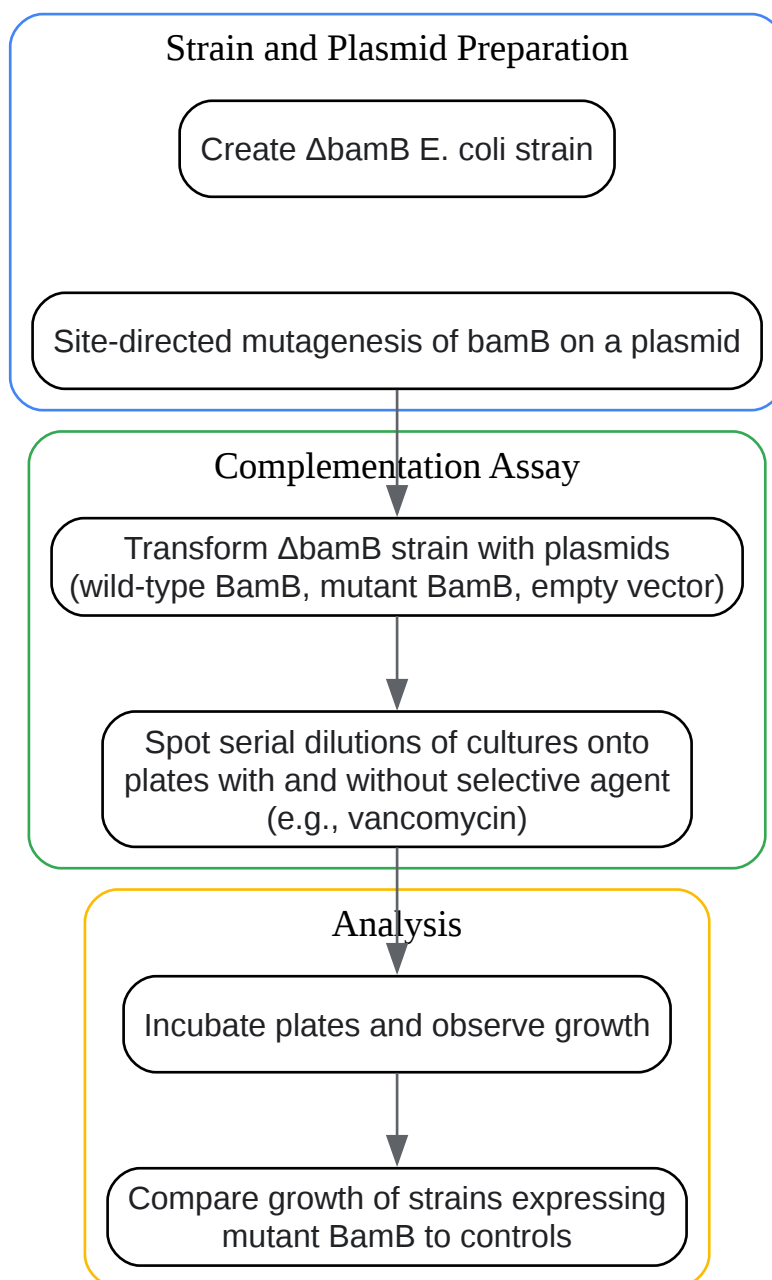 Strain and Plasmid Preparation
Create ΔbamB E. coli strain
Site-directed mutagenesis of bamB on a plasmid
Complementation Assay
Transform ΔbamB strain with plasmids
(wild-type BamB, mutant BamB, empty vector)
Spot serial dilutions of cultures onto
plates with and without selective agent
(e.g., vancomycin)
Analysis
Incubate plates and observe growth
Compare growth of strains expressing
mutant BamB to controls